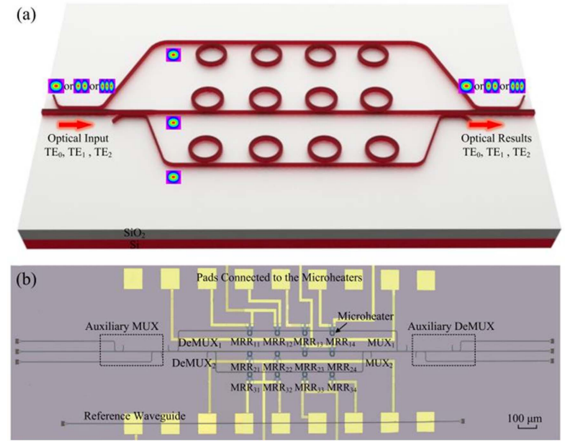 (a)
or or
or or
Optical Input
TE₀, TE₁ , TE₂
Optical Results
TE₀, TE₁ , TE₂
SiO₂
Si
(b)
Pads Connected to the Microheaters
Microheater
Auxiliary MUX
Auxiliary DeMUX
DeMUX₁ MRR₁₁ MRR₁₂ MRR₁₃ MRR₁₄ MUX₁
DeMUX₂ MRR₂₁ MRR₂₂ MRR₂₃ MRR₂₄ MUX₂
MRR₃₁ MRR₃₂ MRR₃₃ MRR₃₄
Reference Waveguide
100 μm